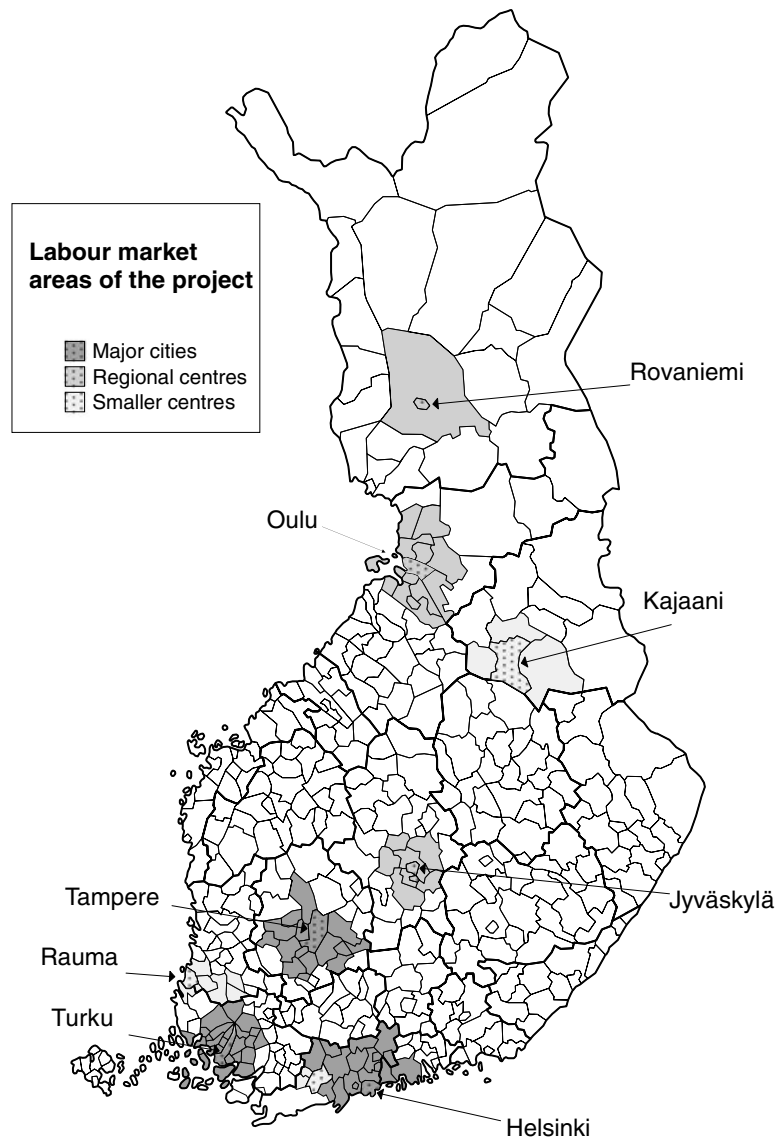 Labour market
areas of the project
Major cities
Regional centres
Smaller centres
Rovaniemi
Oulu
Kajaani
Tampere
Jyväskylä
Rauma
Turku
Helsinki